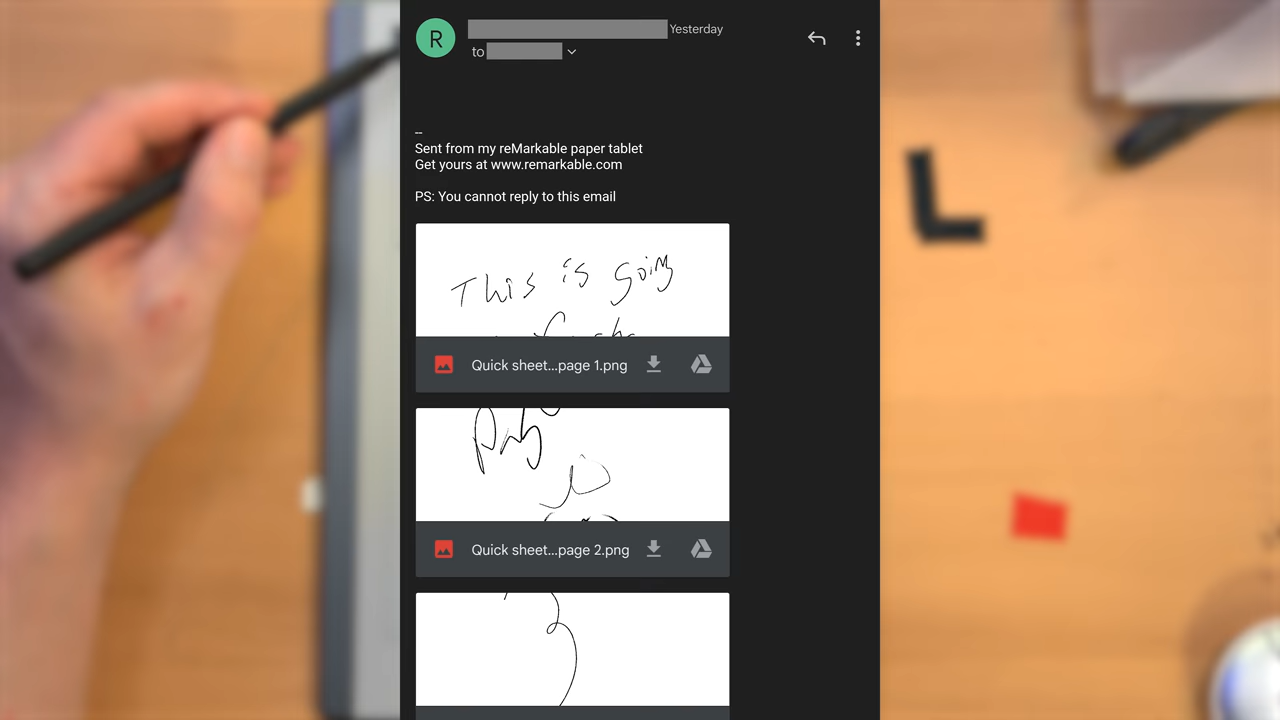 R
Yesterday
to
--
Sent from my reMarkable paper tablet
Get yours at www.remarkable.com
PS: You cannot reply to this email
This is going
Quick sheet...page 1.png
Quick sheet...page 2.png